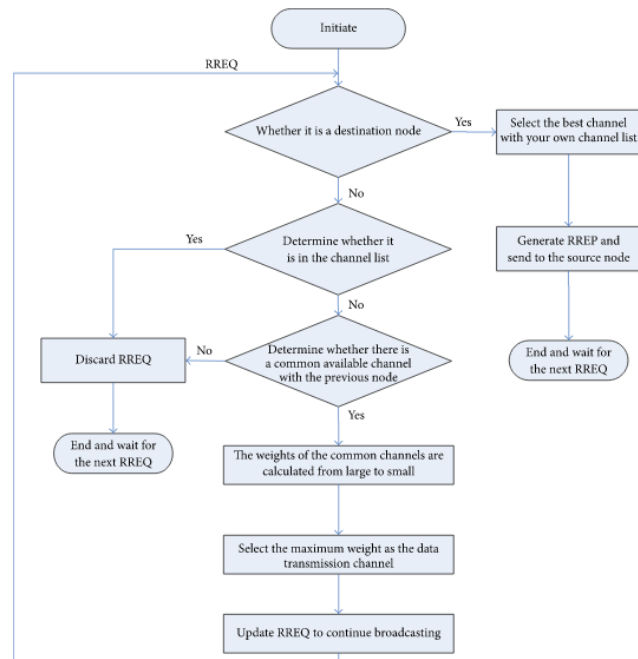 Initiate
RREQ
Whether it is a destination node
Yes
Select the best channel
with your own channel list
No
Yes
Determine whether it
is in the channel list
Generate RREP and
send to the source node
No
Discard RREQ
No
Determine whether there is
a common available channel
with the previous node
End and wait for
the next RREQ
Yes
End and wait for
the next RREQ
The weights of the common channels are
calculated from large to small
Select the maximum weight as the data
transmission channel
Update RREQ to continue broadcasting